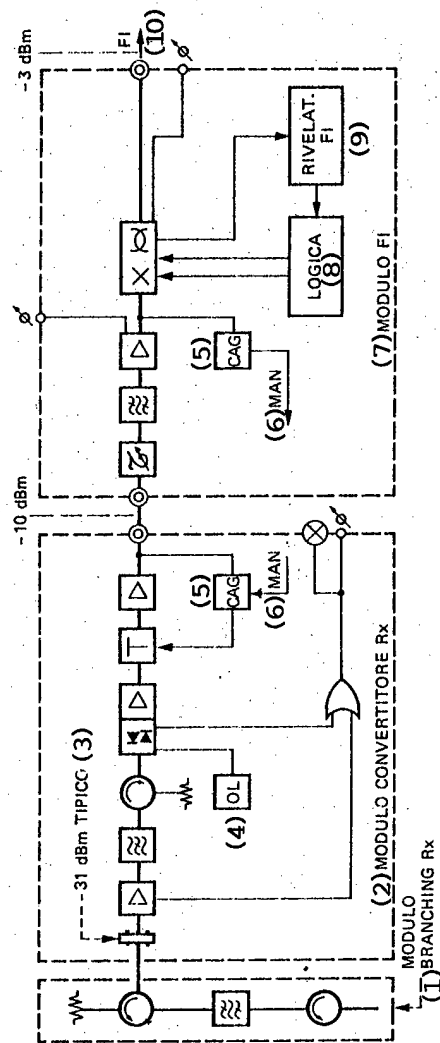 -3 dBm
FI
(10)
RIVELAT.
FI
(9)
LOGICA
(8)
(7) MODULO FI
(5)
CAG
(6) MAN
-10 dBm
(5)
CAG
(6) MAN
-31 dBm TIPICO (3)
OL
(4)
(2) MODULO CONVERTITORE Rx
MODULO
BRANCHING Rx
(1)